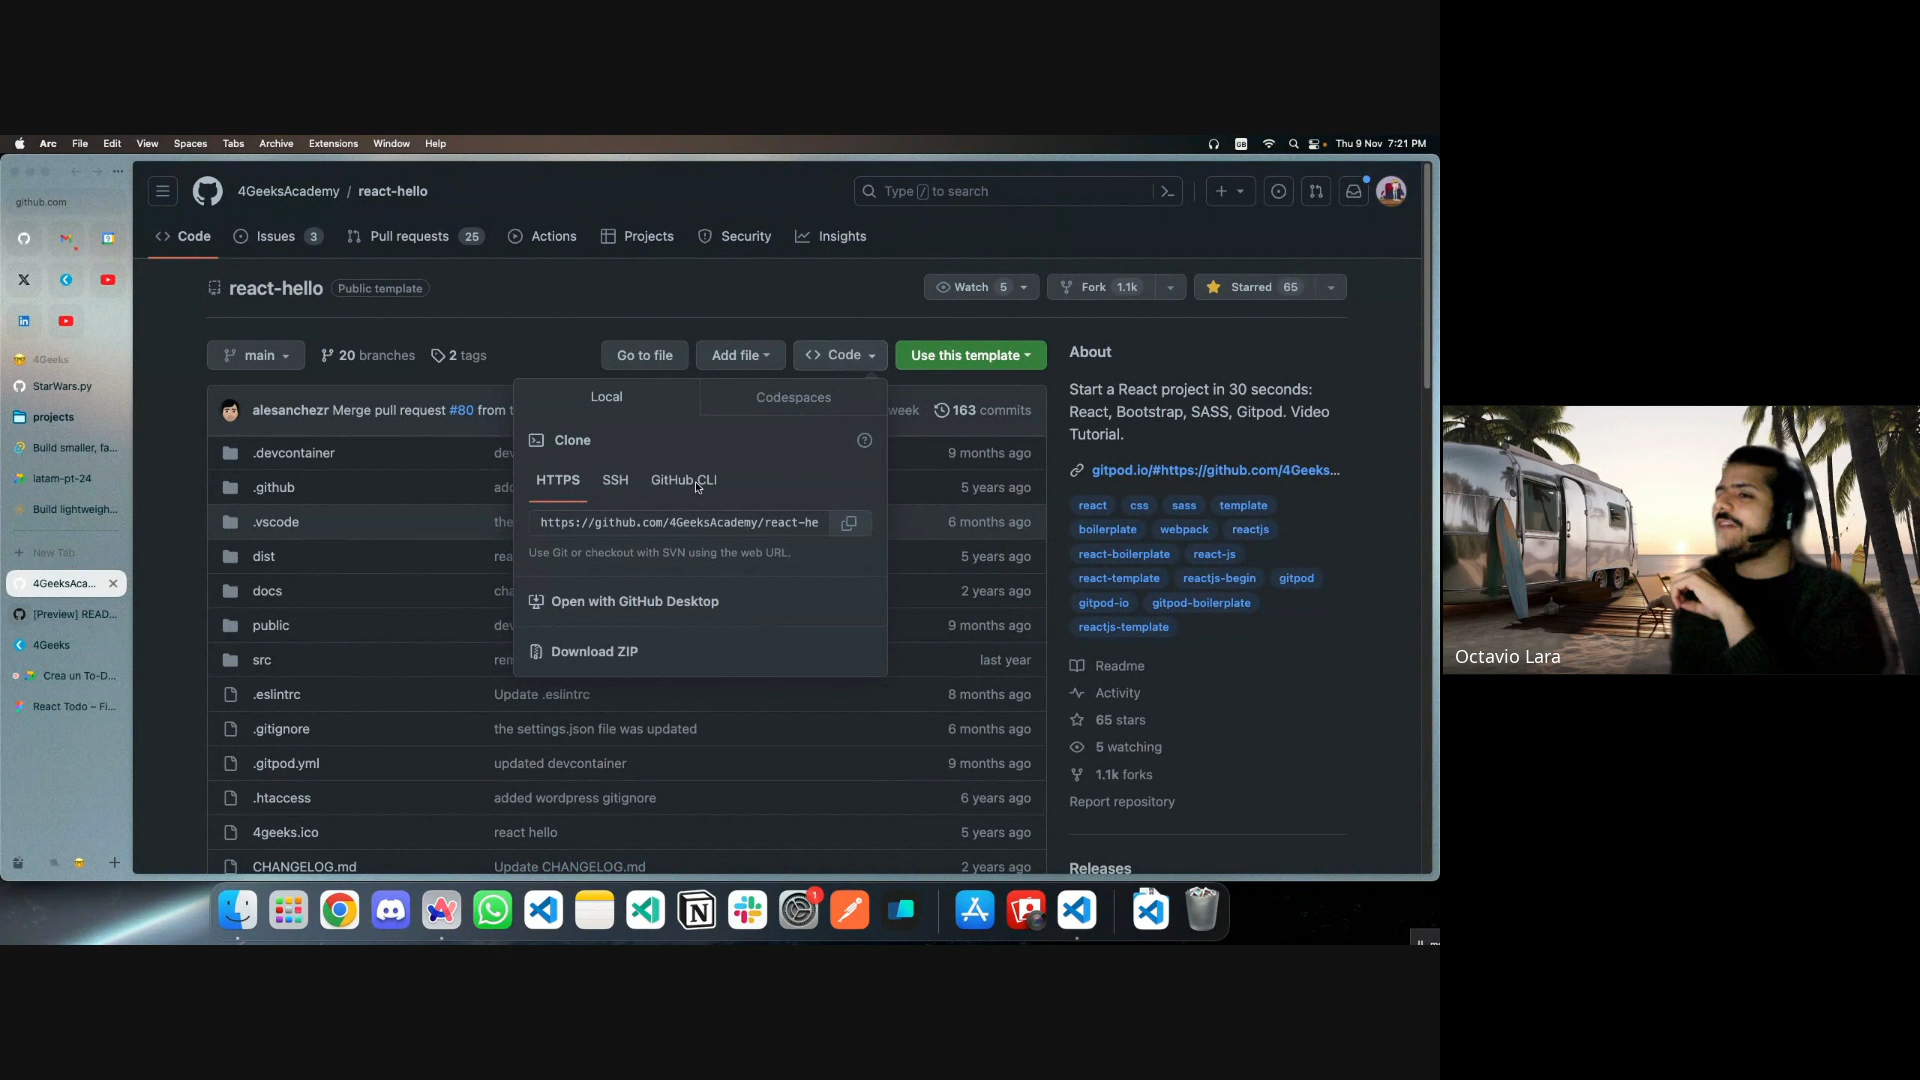 Arc File Edit View Spaces Tabs Archive Extensions Window Help
GB
Thu 9 Nov 7:21 PM
github.com
4Geeks
StarWars.py
projects
Build smaller, fa...
latam-pt-24
Build lightweigh...
New Tab
4GeeksAca...
[Preview] READ...
4Geeks
Crea un To-D...
React Todo – Fi...
4GeeksAcademy / react-hello
Type / to search
Code
Issues 3
Pull requests 25
Actions
Projects
Security
Insights
react-hello Public template
Watch 5
Fork 1.1k
Starred 65
main
20 branches
2 tags
Go to file
Add file
Code
Use this template
alesanchezr Merge pull request #80 from t
week
163 commits
.devcontainer
dev
9 months ago
.github
add
5 years ago
.vscode
the
6 months ago
dist
rea
5 years ago
docs
cha
2 years ago
public
dev
9 months ago
src
rem
last year
.eslintrc
Update .eslintrc
8 months ago
.gitignore
the settings.json file was updated
6 months ago
.gitpod.yml
updated devcontainer
9 months ago
.htaccess
added wordpress gitignore
6 years ago
4geeks.ico
react hello
5 years ago
CHANGELOG.md
Update CHANGELOG.md
2 years ago
Local
Codespaces
Clone
HTTPS SSH GitHub CLI
https://github.com/4GeeksAcademy/react-he
Use Git or checkout with SVN using the web URL.
Open with GitHub Desktop
Download ZIP
About
Start a React project in 30 seconds:
React, Bootstrap, SASS, Gitpod. Video
Tutorial.
gitpod.io/#https://github.com/4Geeks...
react css sass template
boilerplate webpack reactjs
react-boilerplate react-js
react-template reactjs-begin gitpod
gitpod-io gitpod-boilerplate
reactjs-template
Readme
Activity
65 stars
5 watching
1.1k forks
Report repository
Releases
1
Octavio Lara